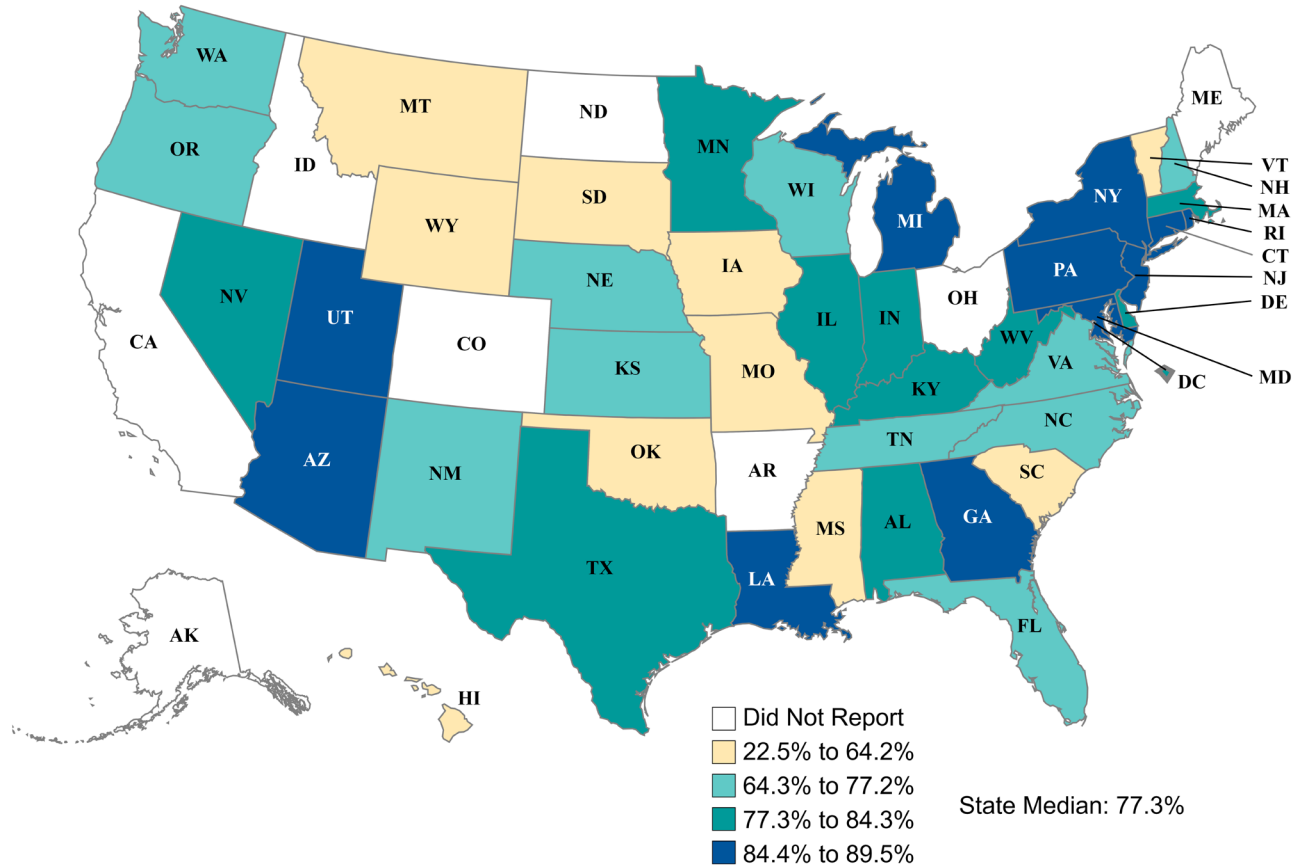 WA
MT
ND
MN
ME
OR
ID
SD
WI
MI
NY
VT
NH
MA
RI
CT
NJ
DE
MD
DC
WY
IA
NE
PA
NV
UT
CO
IL
IN
OH
WV
VA
CA
KS
MO
KY
AZ
NM
OK
AR
TN
NC
SC
MS
AL
GA
TX
LA
FL
AK
HI
Did Not Report
22.5% to 64.2%
64.3% to 77.2%
77.3% to 84.3%
84.4% to 89.5%
State Median: 77.3%